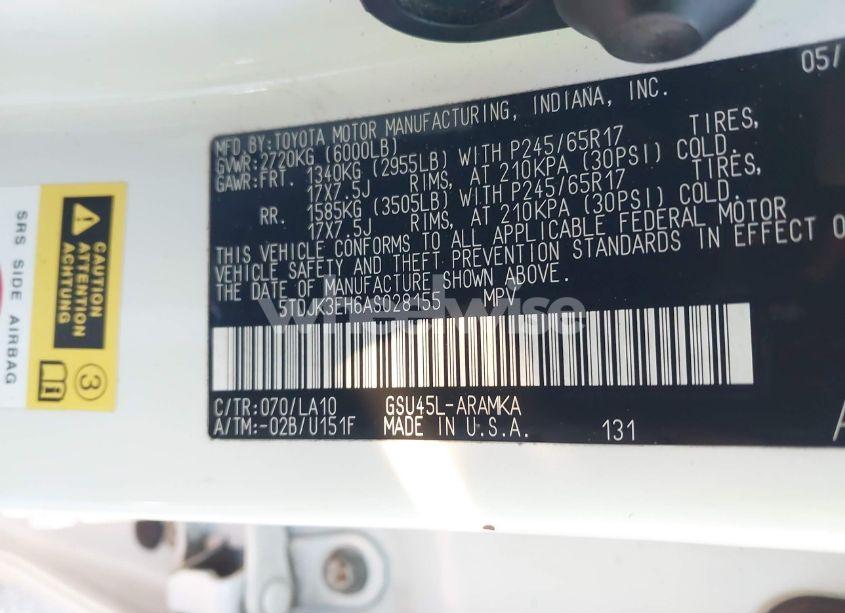 05/
MFD.BY:TOYOTA MOTOR MANUFACTURING, INDIANA, INC.
GVWR:2720KG (6000LB)
GAWR:FRT. 1340KG (2955LB) WITH P245/65R17 TIRES,
17X7.5J RIMS, AT 210KPA (30PSI) COLD.
RR. 1585KG (3505LB) WITH P245/65R17 TIRES,
17X7.5J RIMS, AT 210KPA (30PSI) COLD.
THIS VEHICLE CONFORMS TO ALL APPLICABLE FEDERAL MOTOR
VEHICLE SAFETY AND THEFT PREVENTION STANDARDS IN EFFECT O
THE DATE OF MANUFACTURE SHOWN ABOVE.
5TDJK3EH6AS028155 MPV
WheelWise
C/TR:070/LA10 GSU45L-ARAMKA
A/TM:-02B/U151F MADE IN U.S.A. 131 A
CAUTION
ATTENTION
ACHTUNG
3
SRS SIDE AIRBAG